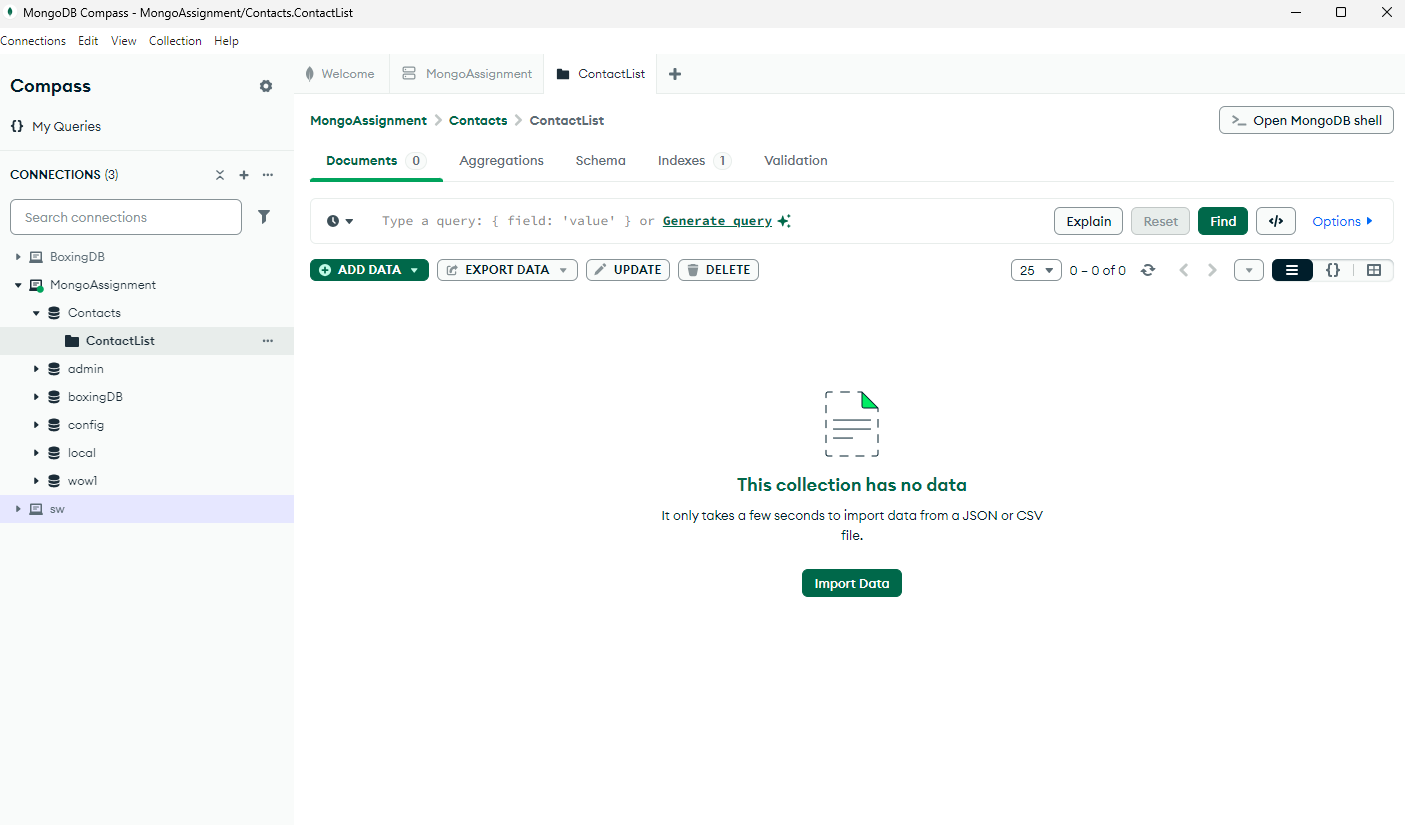 MongoDB Compass - MongoAssignment/Contacts.ContactList
Connections Edit View Collection Help
Compass
{} My Queries
CONNECTIONS (3)
Search connections
BoxingDB
MongoAssignment
Contacts
ContactList
admin
boxingDB
config
local
wow1
sw
Welcome MongoAssignment ContactList
MongoAssignment > Contacts > ContactList
>_ Open MongoDB shell
Documents 0 Aggregations Schema Indexes 1 Validation
Type a query: { field: 'value' } or Generate query
Explain Reset Find </> Options
ADD DATA EXPORT DATA UPDATE DELETE
25 0 – 0 of 0 {}
This collection has no data
It only takes a few seconds to import data from a JSON or CSV
file.
Import Data